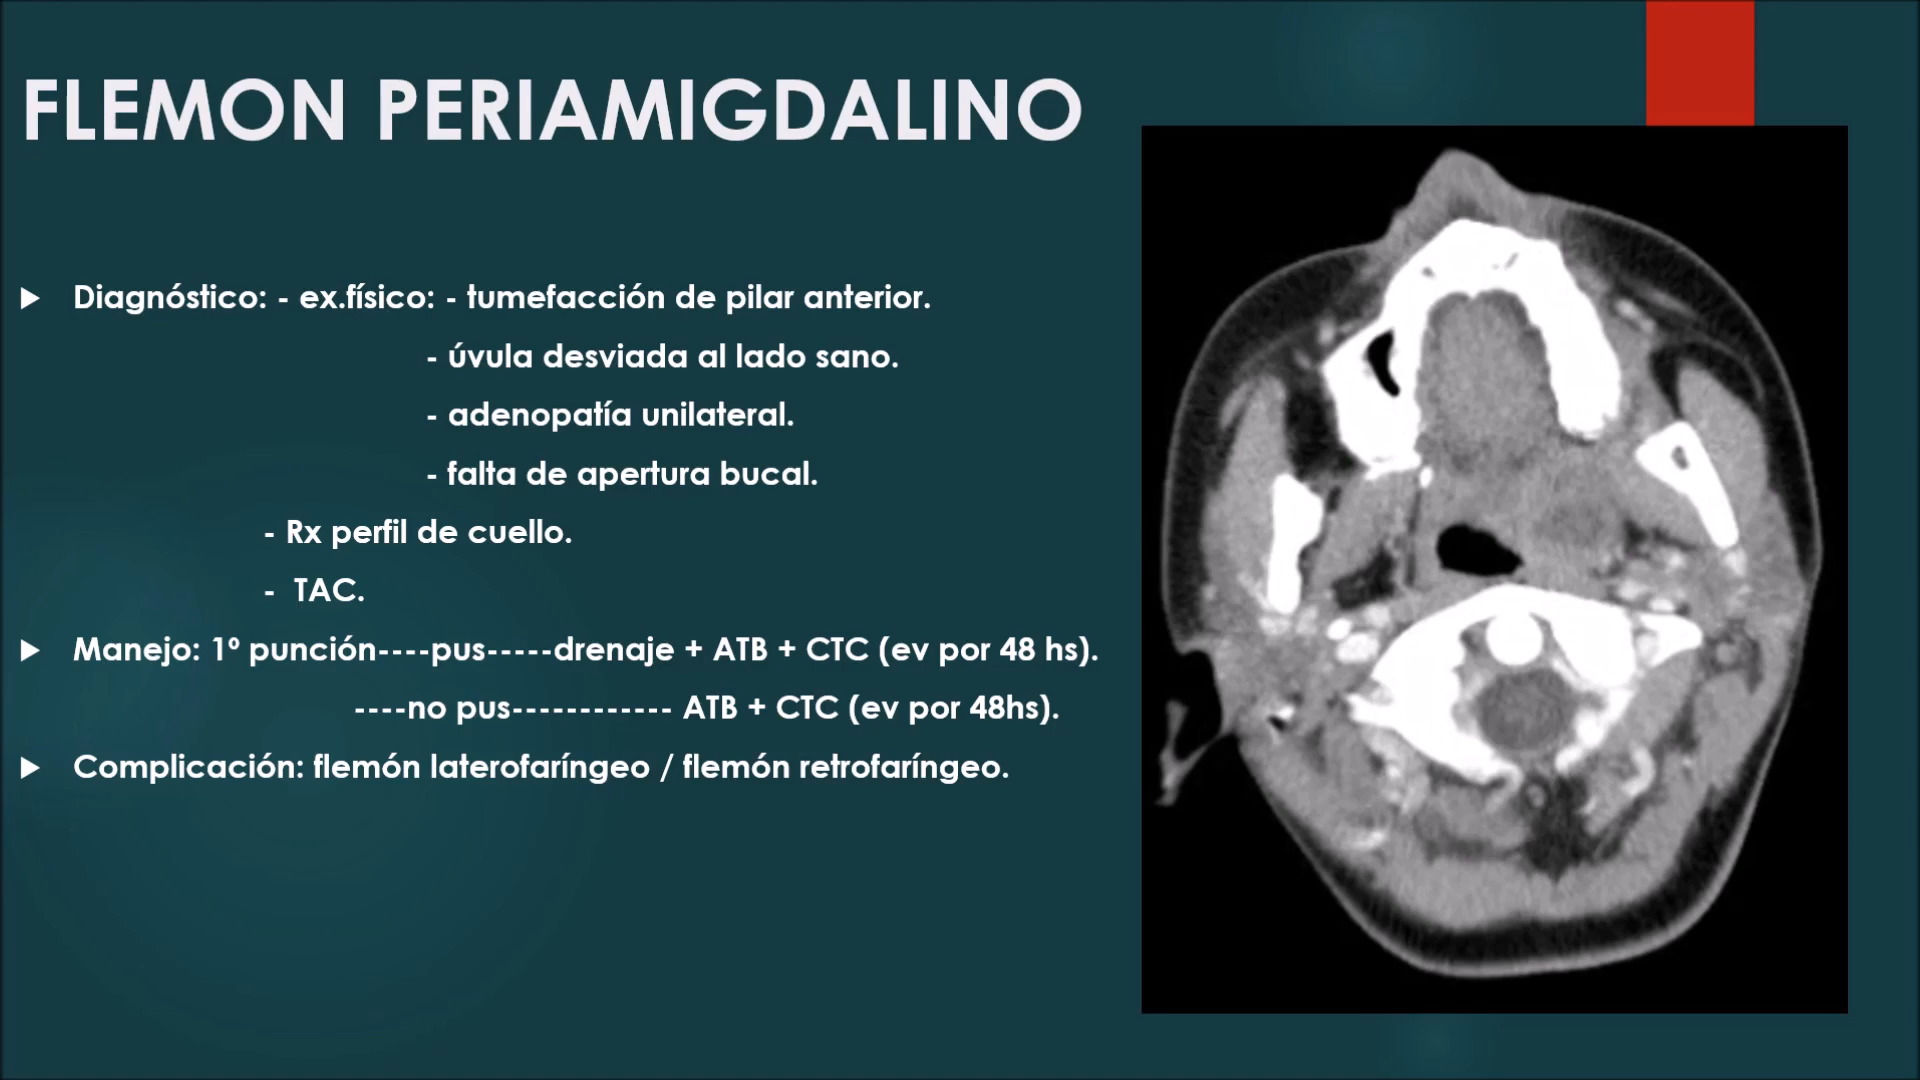 FLEMON PERIAMIGDALINO
Diagnóstico: - ex.físico: - tumefacción de pilar anterior.
- úvula desviada al lado sano.
- adenopatía unilateral.
- falta de apertura bucal.
- Rx perfil de cuello.
- TAC.
Manejo: 1º punción----pus-----drenaje + ATB + CTC (ev por 48 hs).
----no pus------------ ATB + CTC (ev por 48hs).
Complicación: flemón laterofaríngeo / flemón retrofaríngeo.